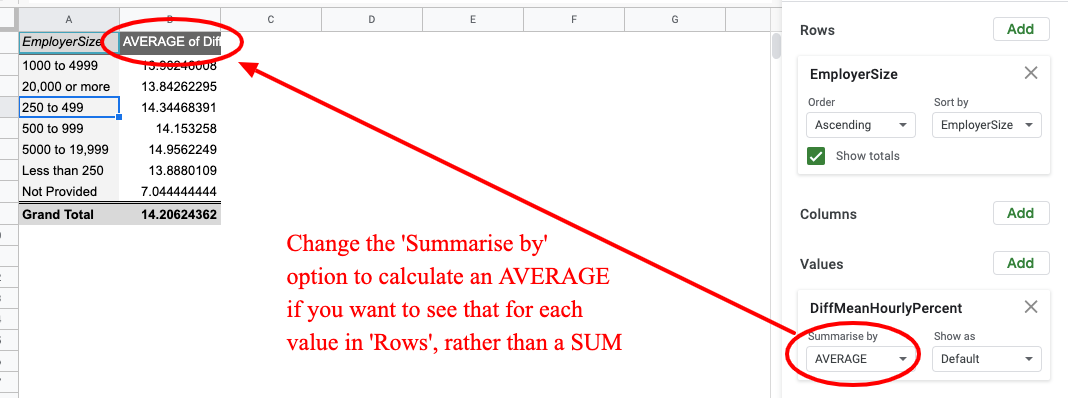 A B C D E F G
EmployerSize AVERAGE of Diff
1000 to 4999 13.90246008
20,000 or more 13.84262295
250 to 499 14.34468391
500 to 999 14.153258
5000 to 19,999 14.9562249
Less than 250 13.8880109
Not Provided 7.044444444
Grand Total 14.20624362
Change the 'Summarise by'
option to calculate an AVERAGE
if you want to see that for each
value in 'Rows', rather than a SUM
Rows Add
EmployerSize
Order Sort by
Ascending EmployerSize
Show totals
Columns Add
Values Add
DiffMeanHourlyPercent
Summarise by Show as
AVERAGE Default